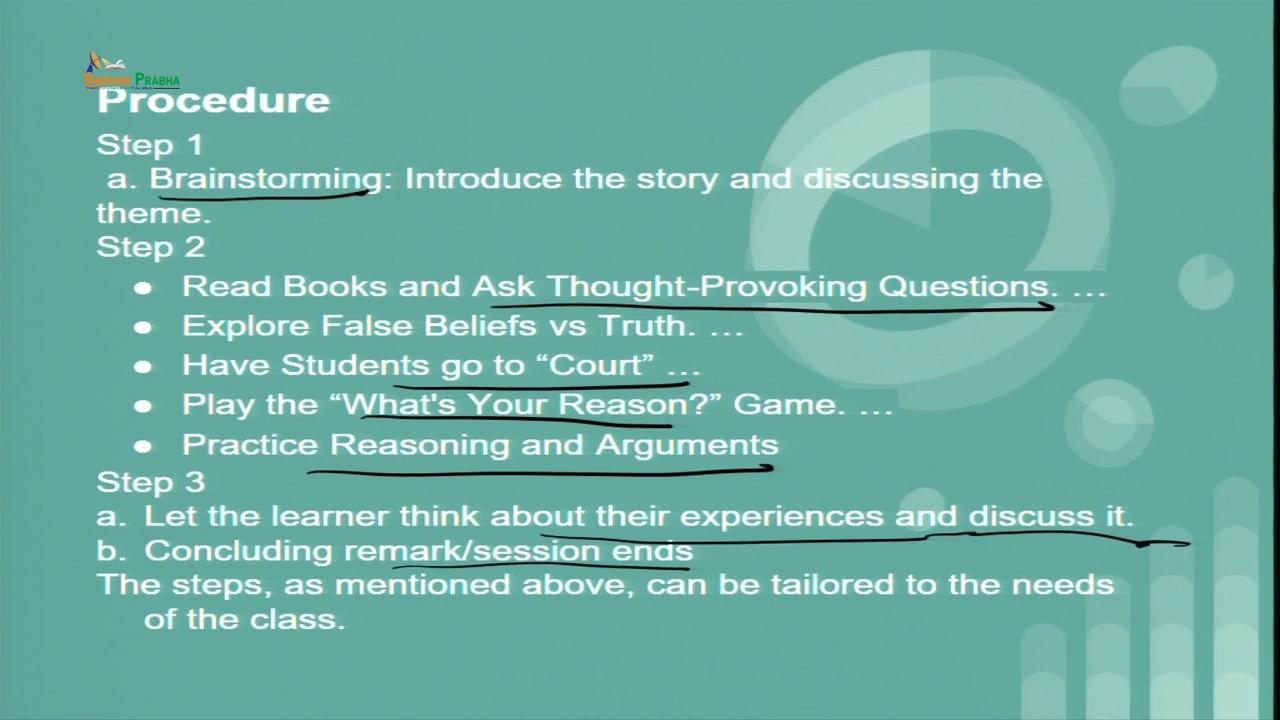 SWAYAM PRABHA
Procedure
Step 1
a. Brainstorming: Introduce the story and discussing the
theme.
Step 2
● Read Books and Ask Thought-Provoking Questions. …
● Explore False Beliefs vs Truth. …
● Have Students go to “Court” …
● Play the “What's Your Reason?” Game. …
● Practice Reasoning and Arguments
Step 3
a. Let the learner think about their experiences and discuss it.
b. Concluding remark/session ends
The steps, as mentioned above, can be tailored to the needs
of the class.